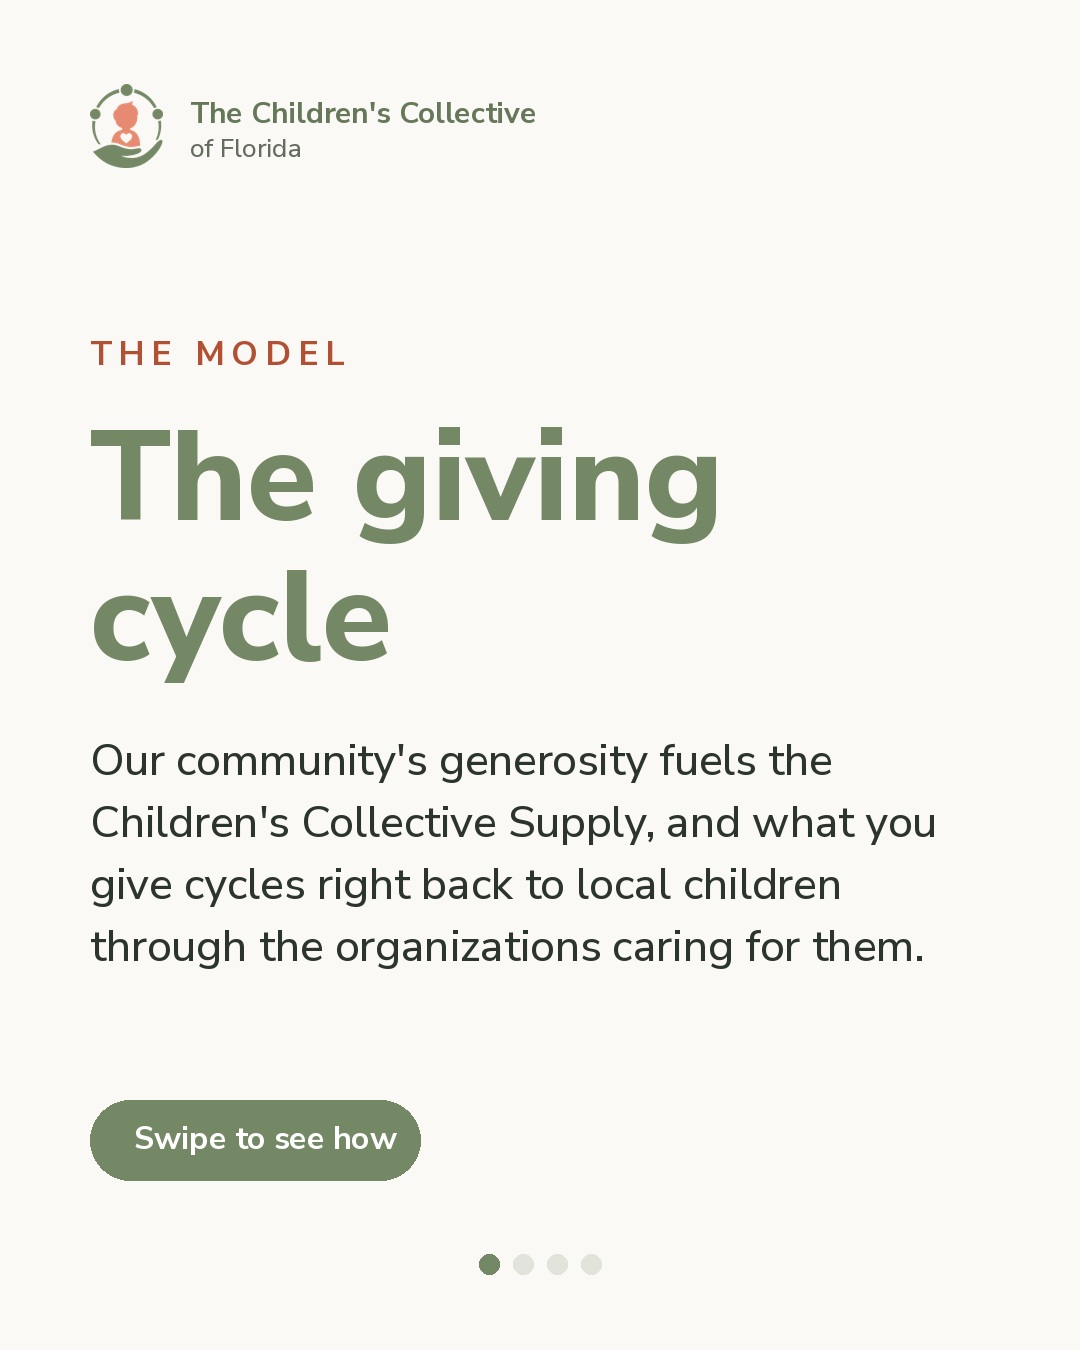 The Children's Collective
of Florida
THE MODEL
The giving
cycle
Our community's generosity fuels the
Children's Collective Supply, and what you
give cycles right back to local children
through the organizations caring for them.
Swipe to see how